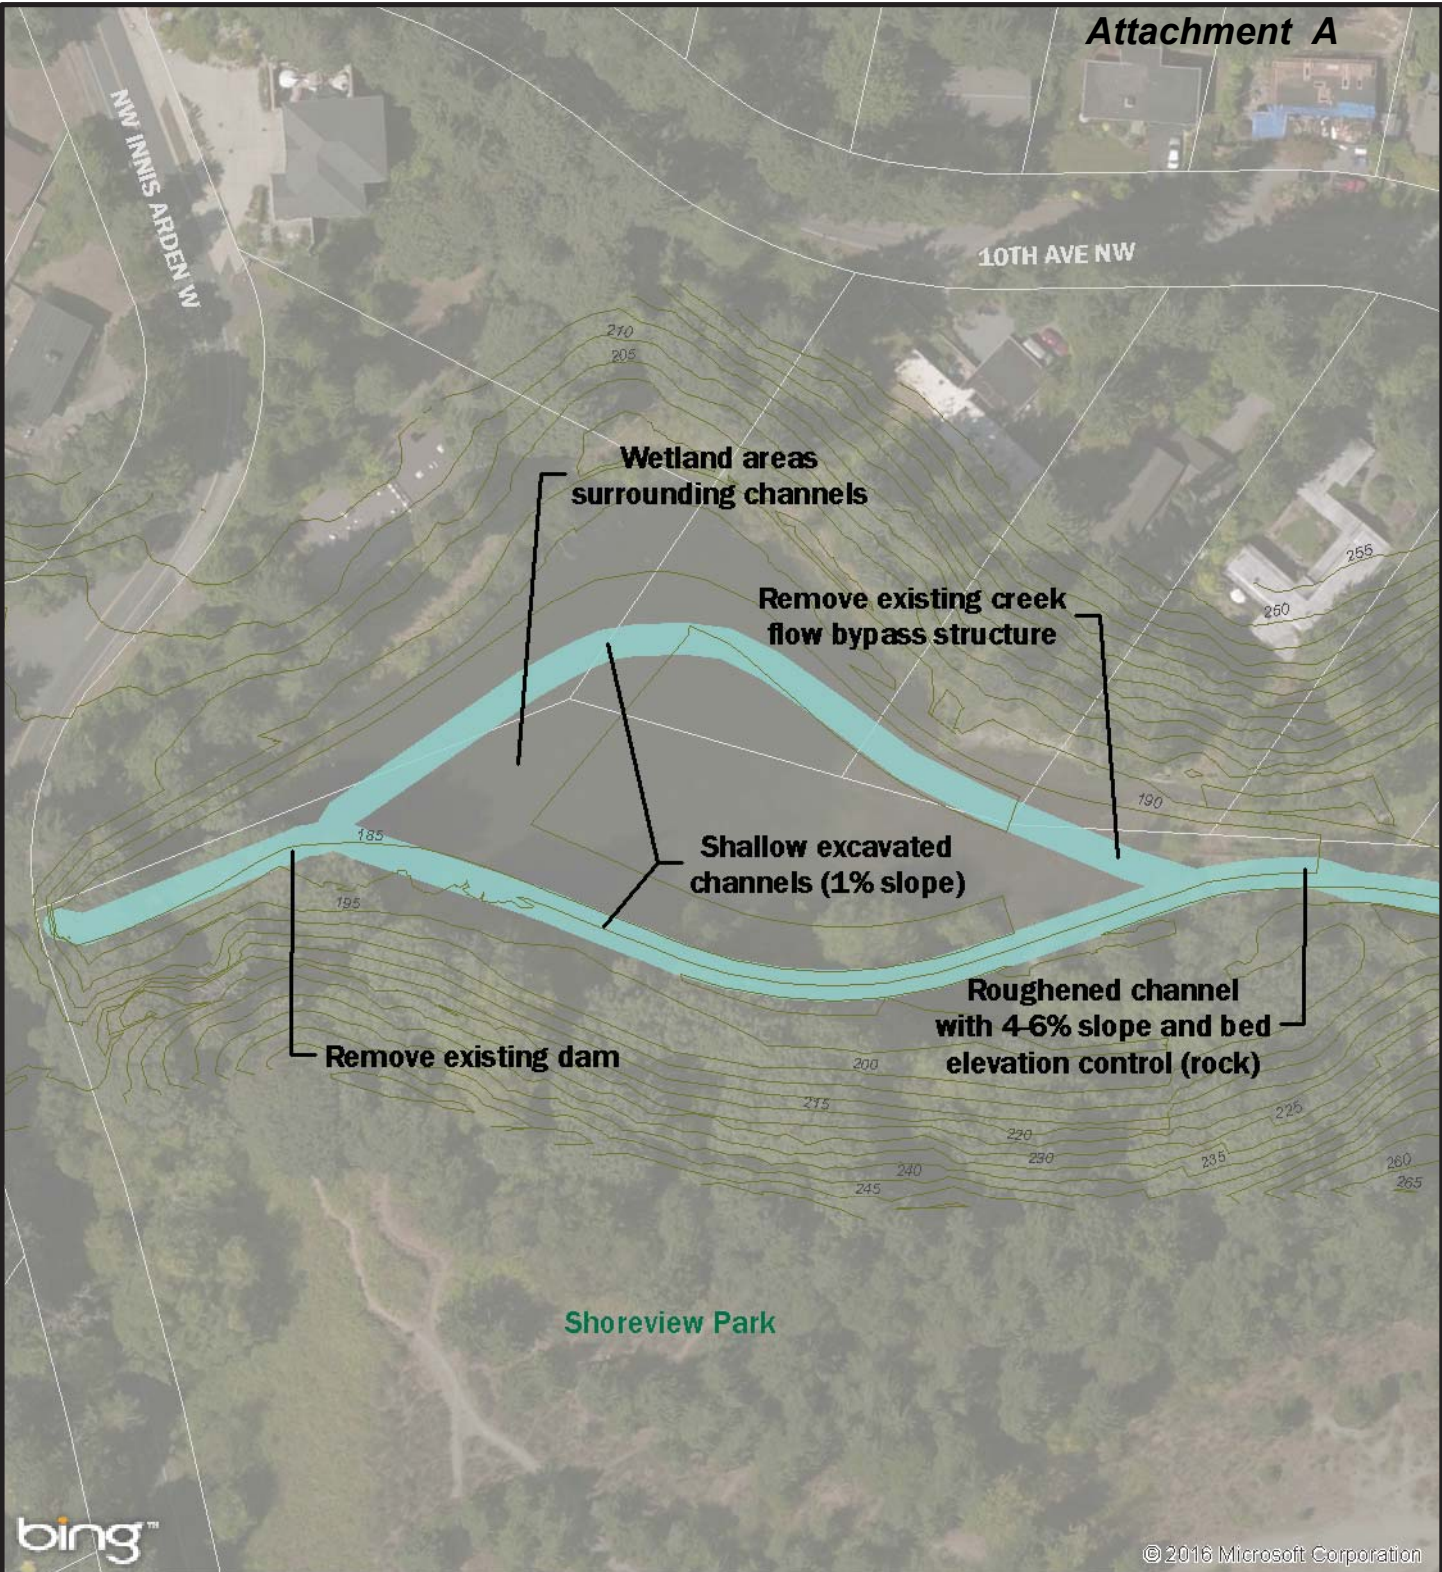 Attachment A
NW INNIS ARDEN W
10TH AVE NW
210
205
Wetland areas
surrounding channels
255
250
Remove existing creek
flow bypass structure
190
185
Shallow excavated
channels (1% slope)
195
Roughened channel
with 4-6% slope and bed
elevation control (rock)
Remove existing dam
200
215
225
220
230
235
240
245
260
265
Shoreview Park
bing™
© 2016 Microsoft Corporation